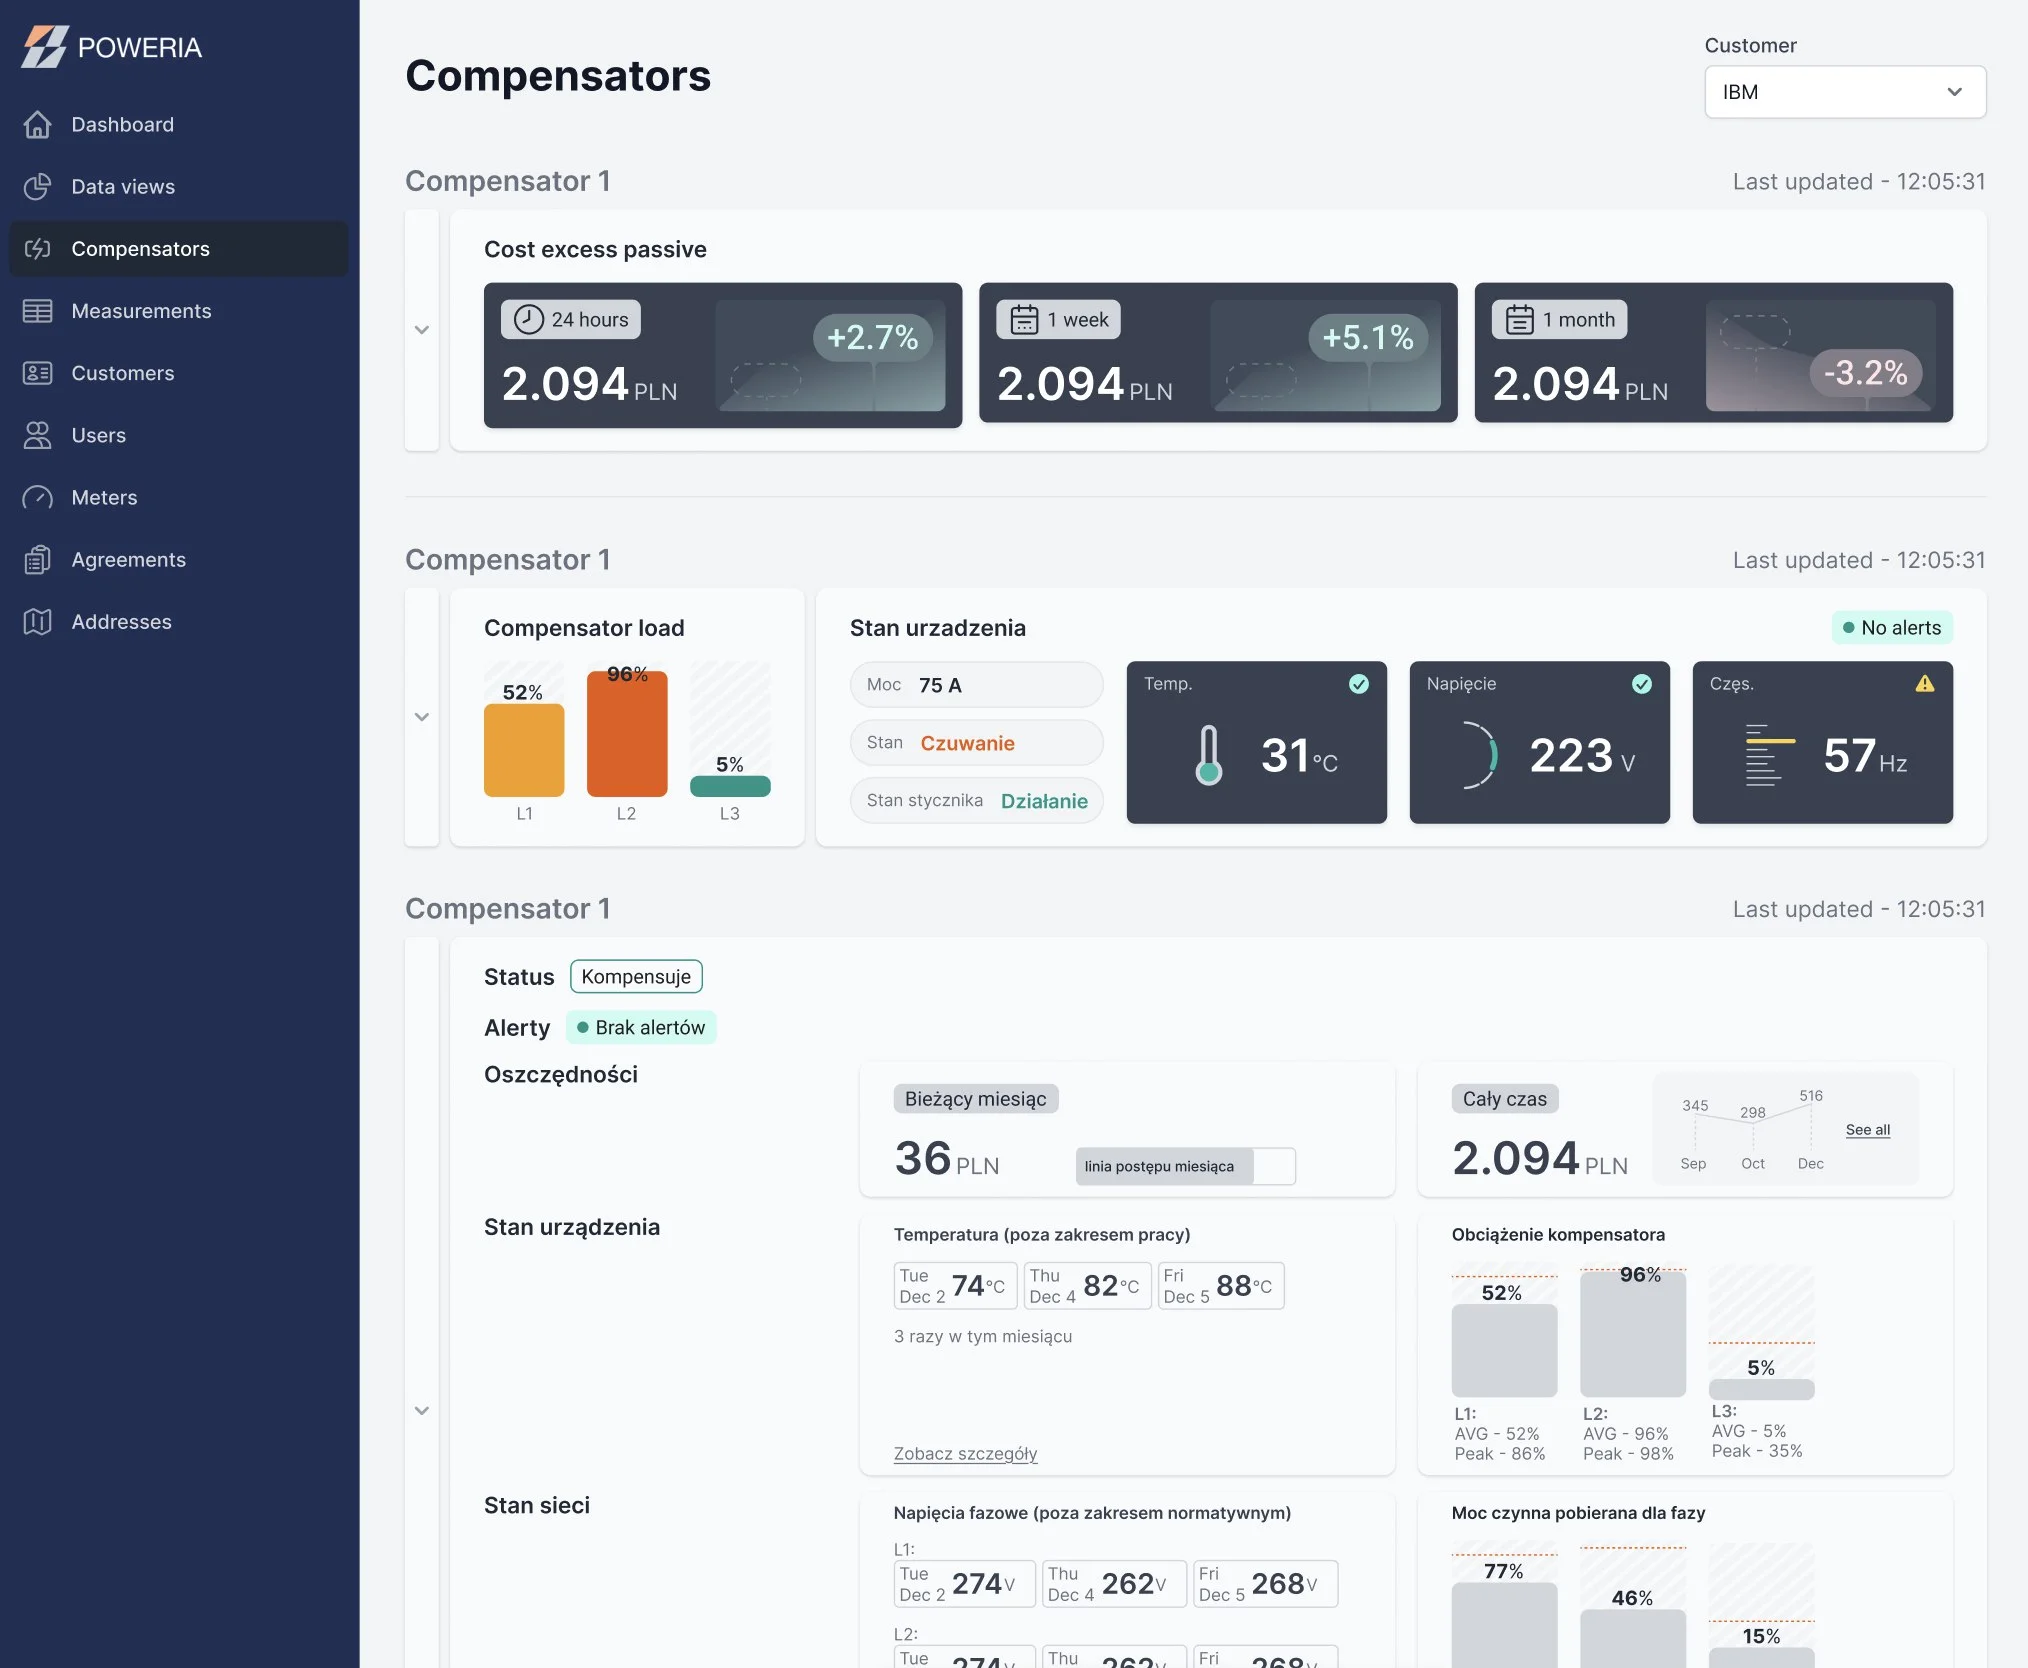 POWERIA
Dashboard
Data views
Compensators
Measurements
Customers
Users
Meters
Agreements
Addresses
Compensators
Customer
IBM
Compensator 1
Last updated - 12:05:31
Cost excess passive
24 hours
2.094 PLN
+2.7%
1 week
2.094 PLN
+5.1%
1 month
2.094 PLN
-3.2%
Compensator 1
Last updated - 12:05:31
Compensator load
52%
96%
5%
L1
L2
L3
Stan urzadzenia
No alerts
Moc 75 A
Stan Czuwanie
Stan stycznika Działanie
Temp.
31 °C
Napięcie
223 V
Częs.
57 Hz
Compensator 1
Last updated - 12:05:31
Status Kompensuje
Alerty Brak alertów
Oszczędności
Bieżący miesiąc
36 PLN
linia postępu miesiąca
Cały czas
2.094 PLN
345
298
516
Sep
Oct
Dec
See all
Stan urządzenia
Temperatura (poza zakresem pracy)
Tue
Dec 2
74°C
Thu
Dec 4
82°C
Fri
Dec 5
88°C
3 razy w tym miesiącu
Zobacz szczegóły
Obciążenie kompensatora
52%
96%
5%
L1:
AVG - 52%
Peak - 86%
L2:
AVG - 96%
Peak - 98%
L3:
AVG - 5%
Peak - 35%
Stan sieci
Napięcia fazowe (poza zakresem normatywnym)
L1:
Tue
Dec 2
274V
Thu
Dec 4
262V
Fri
Dec 5
268V
L2:
Tue
274V
Thu
262V
Fri
268V
Moc czynna pobierana dla fazy
77%
46%
15%